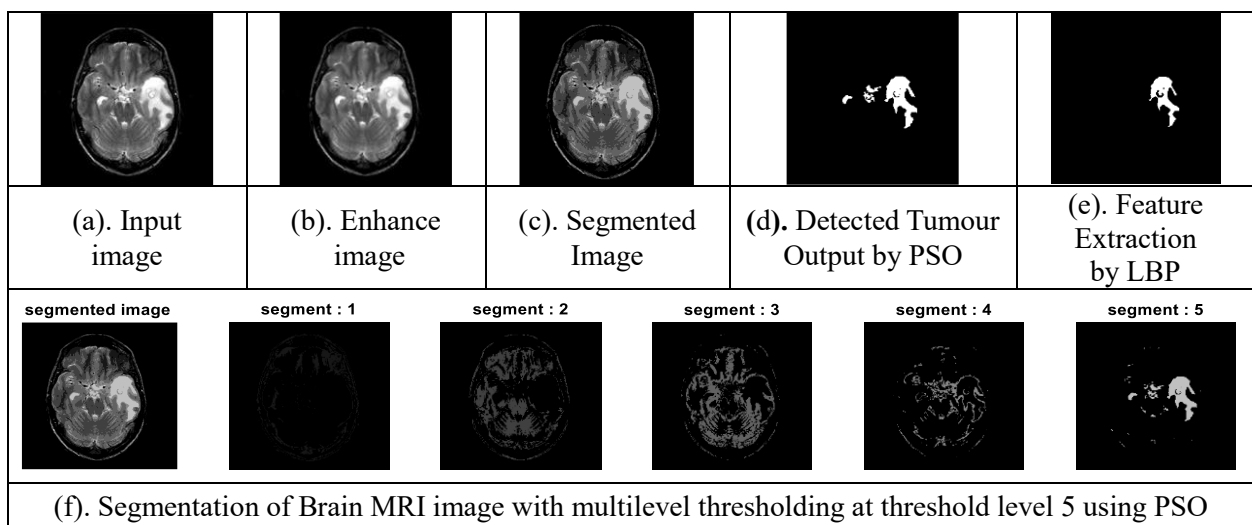 (a). Input
image
(b). Enhance
image
(c). Segmented
Image
(d). Detected Tumour
Output by PSO
(e). Feature
Extraction
by LBP
segmented image
segment : 1
segment : 2
segment : 3
segment : 4
segment : 5
(f). Segmentation of Brain MRI image with multilevel thresholding at threshold level 5 using PSO